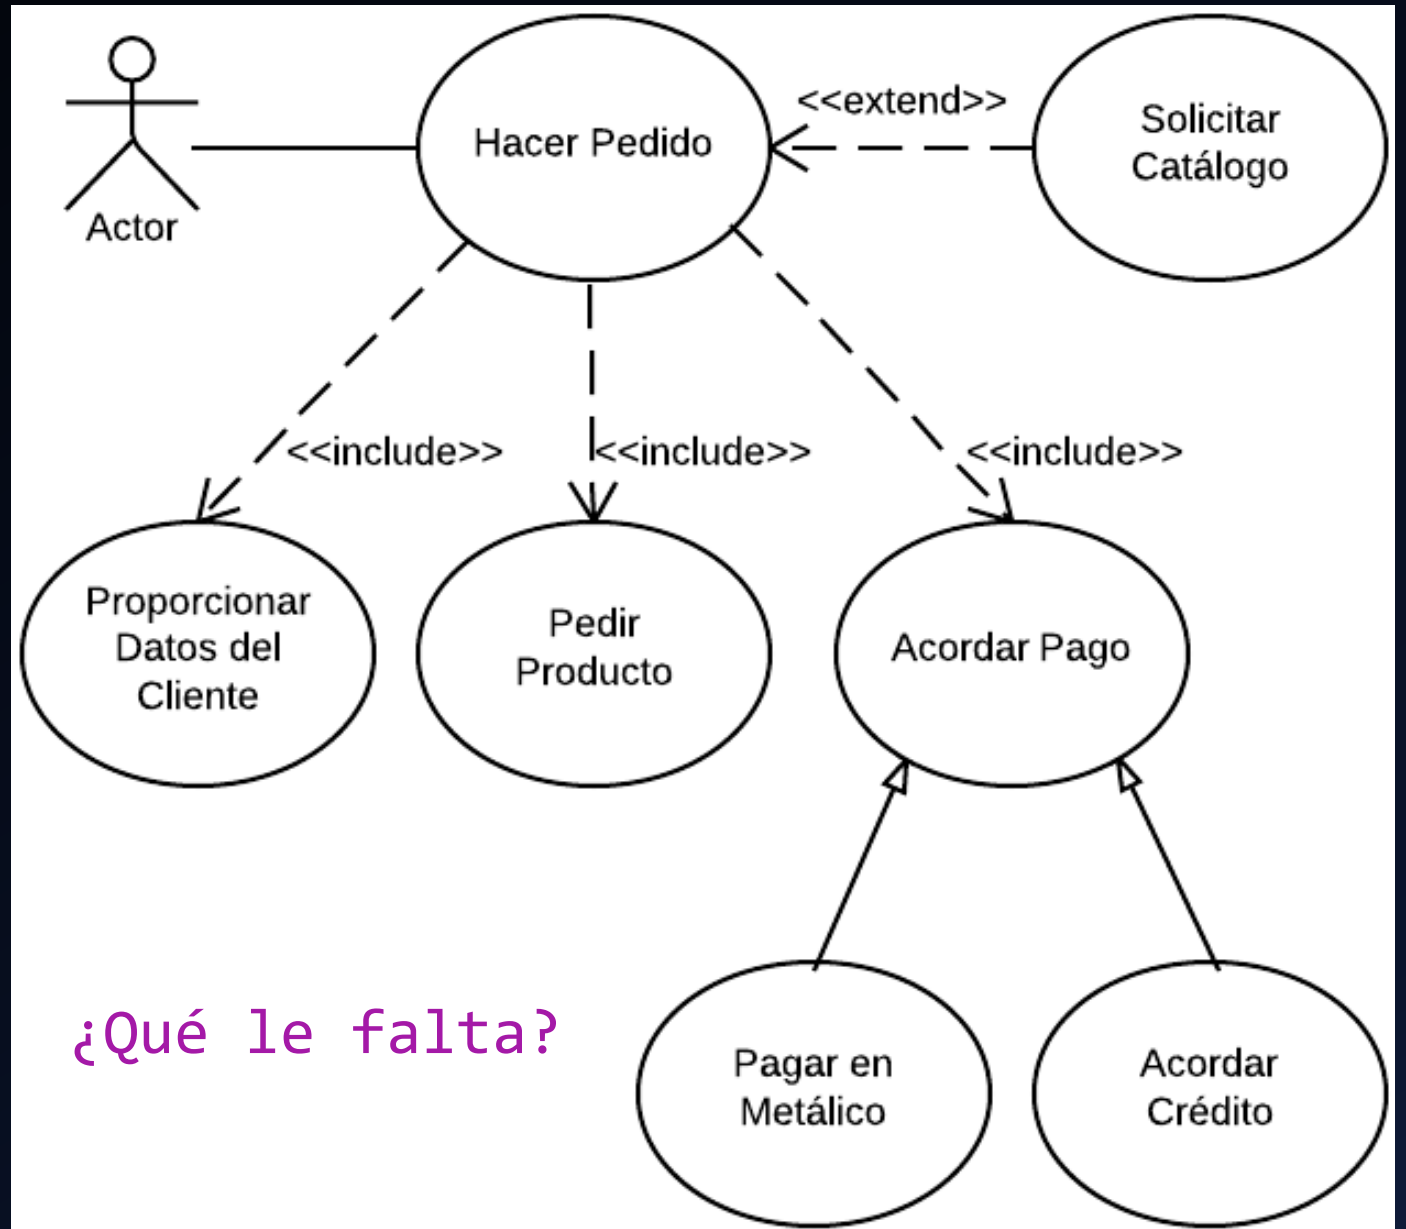 Actor
Hacer Pedido
<<extend>>
Solicitar
Catálogo
<<include>>
<<include>>
<<include>>
Proporcionar
Datos del
Cliente
Pedir
Producto
Acordar Pago
¿Qué le falta?
Pagar en
Metálico
Acordar
Crédito